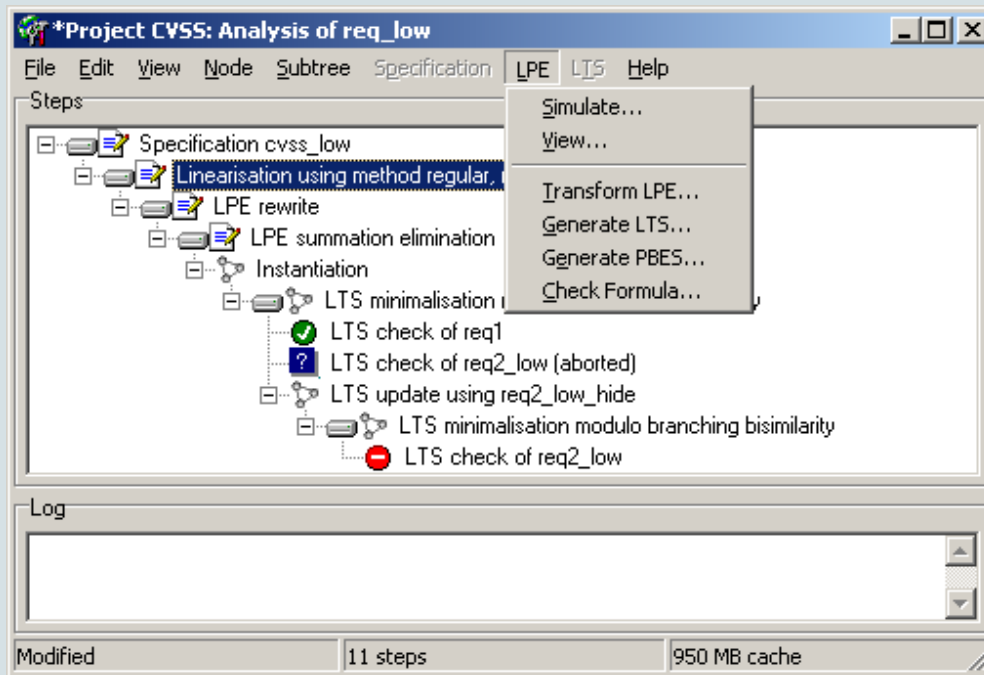 *Project CVSS: Analysis of req_low
File Edit View Node Subtree Specification LPE LTS Help
Steps
Simulate...
View...
Transform LPE...
Generate LTS...
Generate PBES...
Check Formula...
Specification cvss_low
Linearisation using method regular,
LPE rewrite
LPE summation elimination
Instantiation
LTS minimalisation
LTS check of req1
LTS check of req2_low (aborted)
LTS update using req2_low_hide
LTS minimalisation modulo branching bisimilarity
LTS check of req2_low
Log
Modified
11 steps
950 MB cache